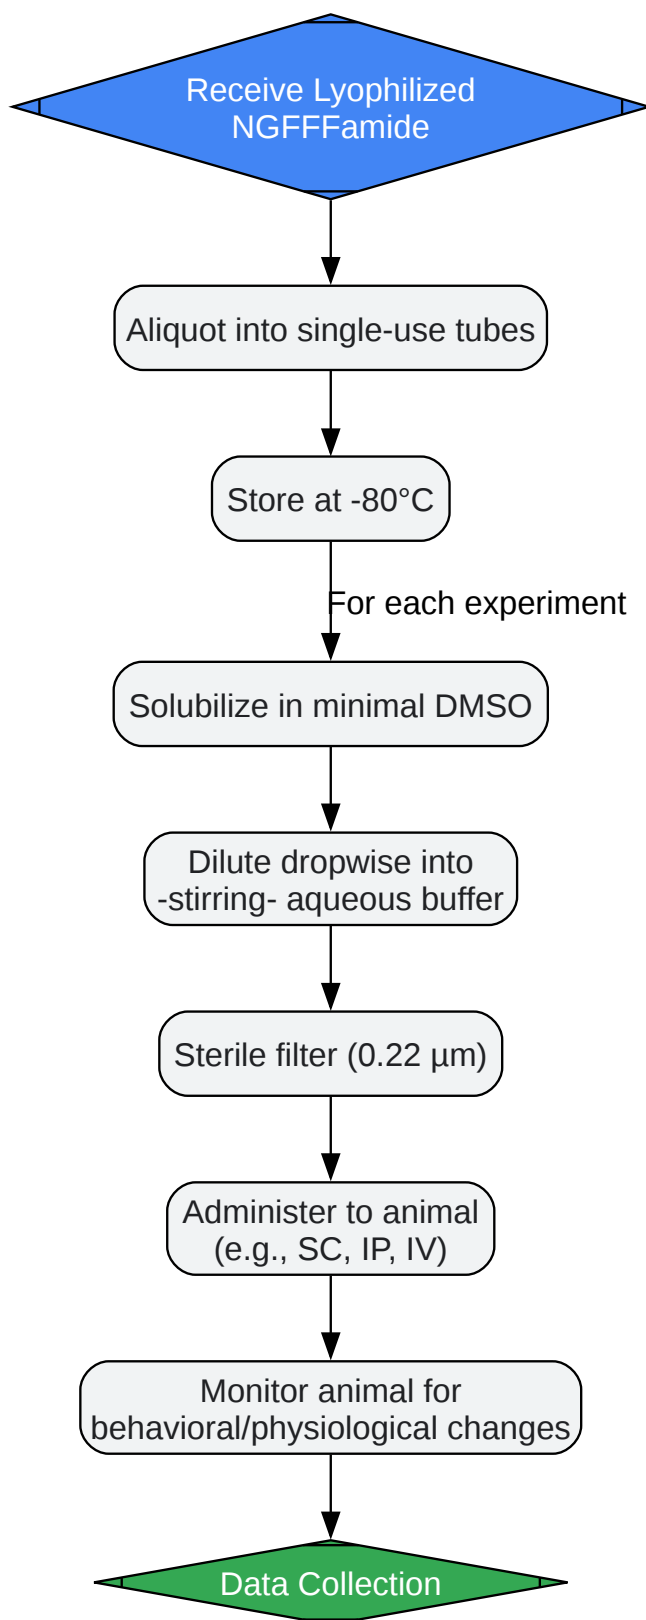 Receive Lyophilized
NGFFFamide
Aliquot into single-use tubes
Store at -80°C
For each experiment
Solubilize in minimal DMSO
Dilute dropwise into
-stirring- aqueous buffer
Sterile filter (0.22 µm)
Administer to animal
(e.g., SC, IP, IV)
Monitor animal for
behavioral/physiological changes
Data Collection